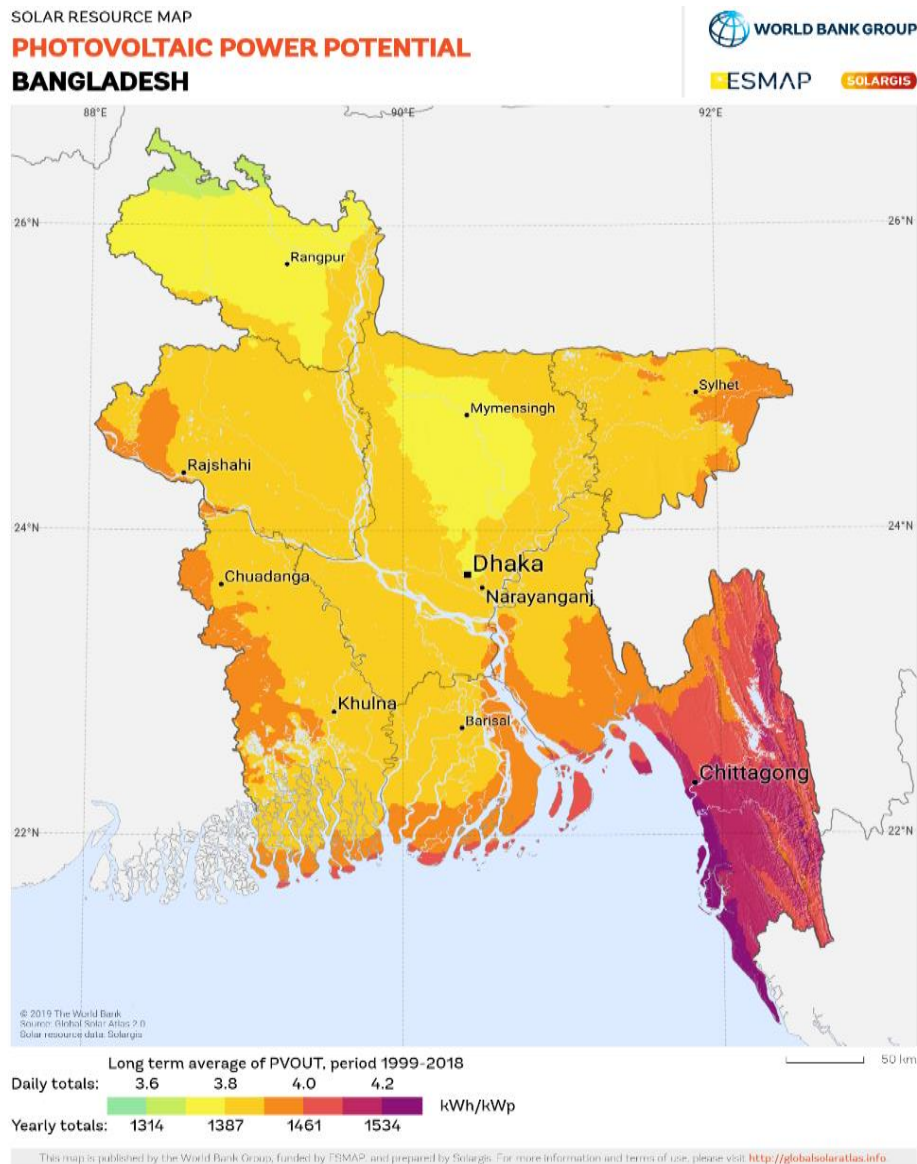 SOLAR RESOURCE MAP
PHOTOVOLTAIC POWER POTENTIAL
BANGLADESH
WORLD BANK GROUP
ESMAP
SOLARGIS
88°E 90°E 92°E
26°N 26°N
Rangpur
Sylhet
Mymensingh
Rajshahi
24°N 24°N
Dhaka
Chuadanga
Narayanganj
Khulna
Barisal
Chittagong
22°N 22°N
© 2019 The World Bank
Source: Global Solar Atlas 2.0
Solar resource data: Solargis
Long term average of PVOUT, period 1999-2018
Daily totals: 3.6 3.8 4.0 4.2
kWh/kWp
Yearly totals: 1314 1387 1461 1534
50 km
This map is published by the World Bank Group, funded by ESMAP, and prepared by Solargis. For more information and terms of use, please visit http://globalsolaratlas.info.